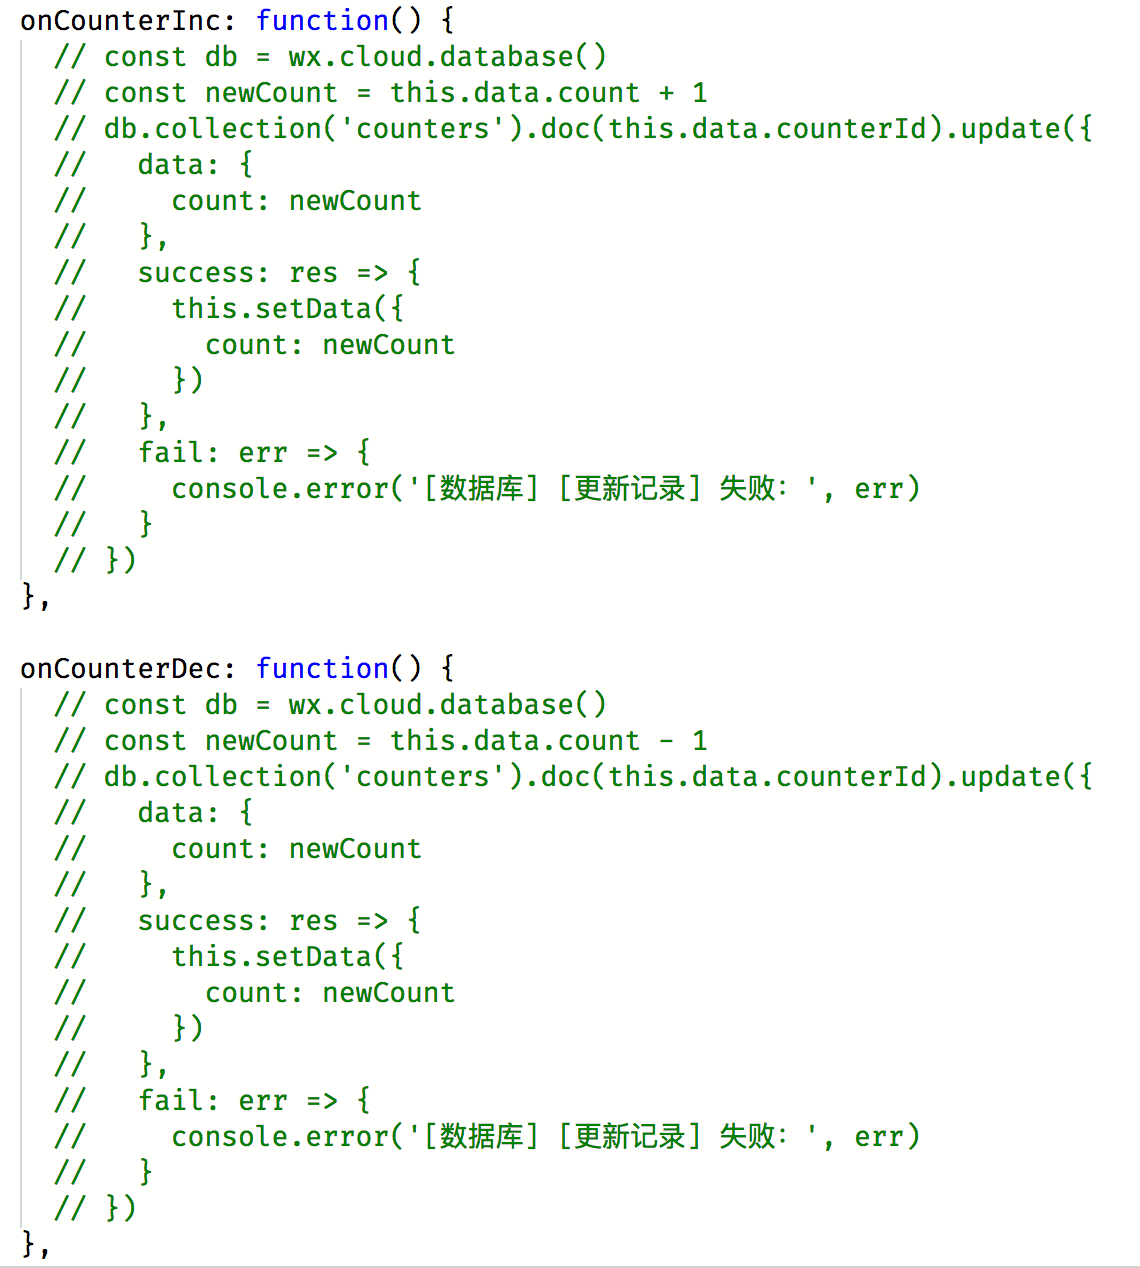 onCounterInc: function() {
  // const db = wx.cloud.database()
  // const newCount = this.data.count + 1
  // db.collection('counters').doc(this.data.counterId).update({
  //   data: {
  //     count: newCount
  //   },
  //   success: res => {
  //     this.setData({
  //       count: newCount
  //     })
  //   },
  //   fail: err => {
  //     console.error('[数据库] [更新记录] 失败：', err)
  //   }
  // })
},

onCounterDec: function() {
  // const db = wx.cloud.database()
  // const newCount = this.data.count - 1
  // db.collection('counters').doc(this.data.counterId).update({
  //   data: {
  //     count: newCount
  //   },
  //   success: res => {
  //     this.setData({
  //       count: newCount
  //     })
  //   },
  //   fail: err => {
  //     console.error('[数据库] [更新记录] 失败：', err)
  //   }
  // })
},